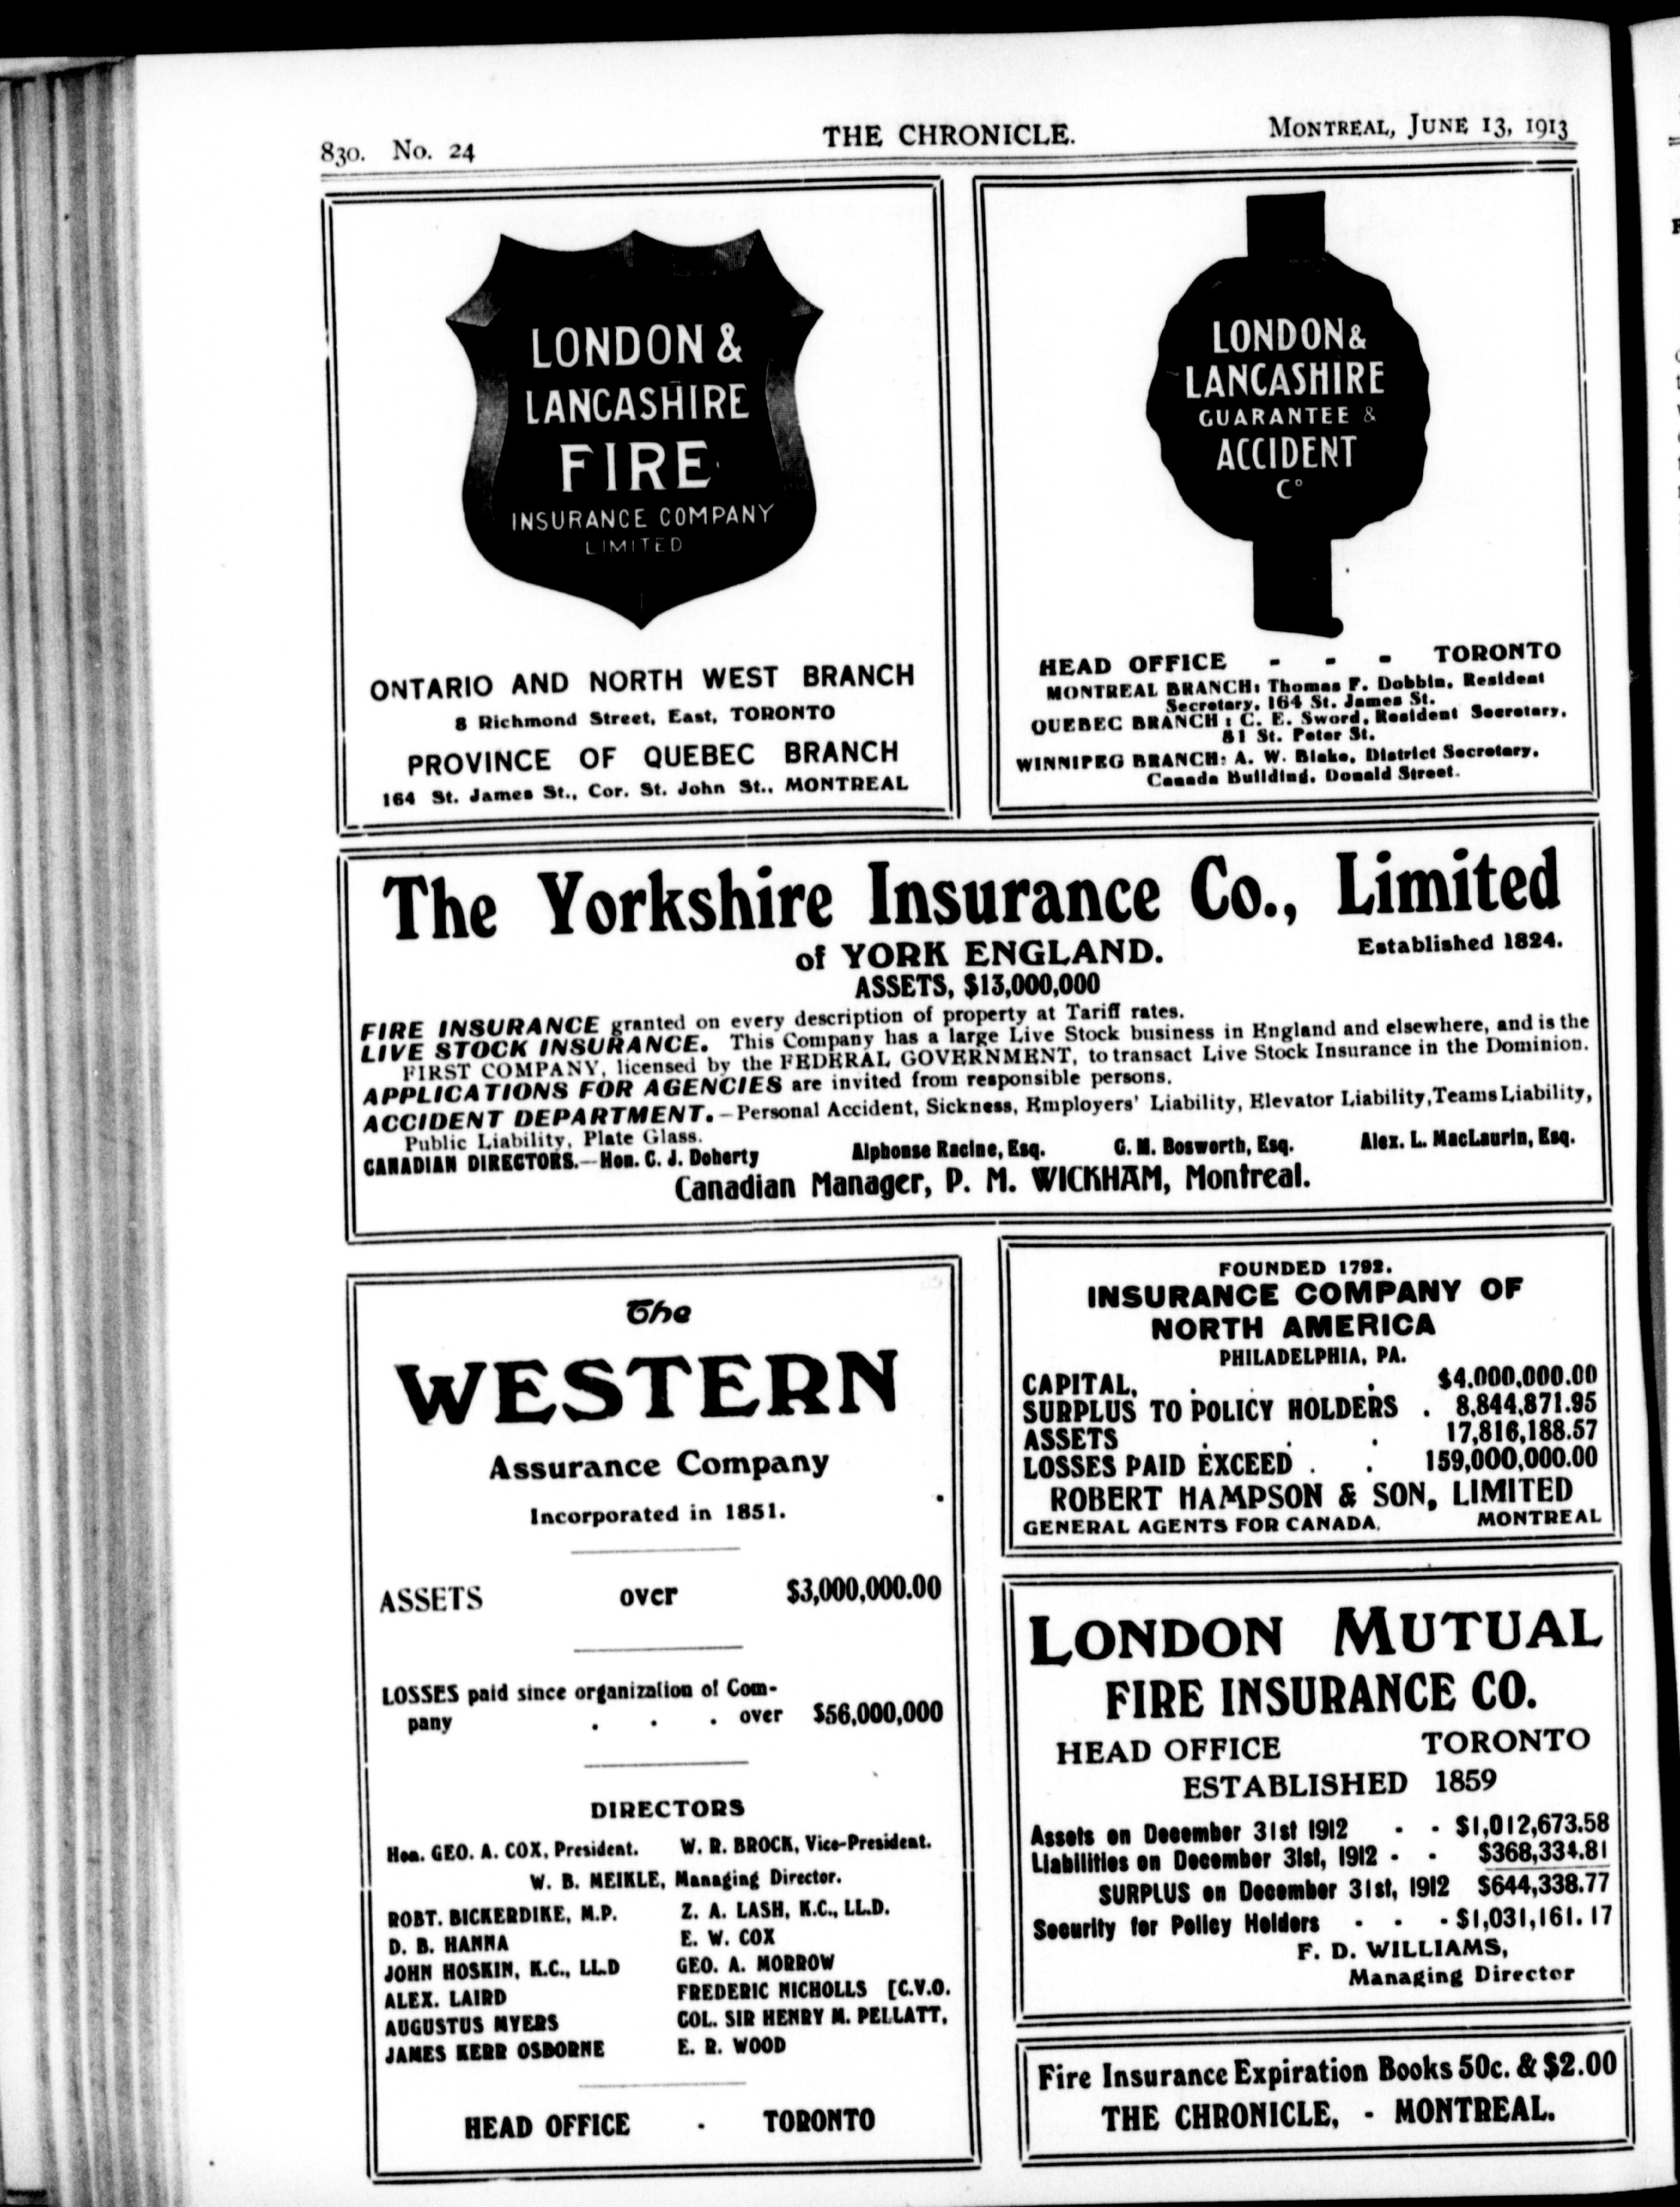 830. No. 24 THE CHRONICLE. MONTREAL, JUNE 13, 1913
LONDON &
LANCASHIRE
FIRE
INSURANCE COMPANY
LIMITED
ONTARIO AND NORTH WEST BRANCH
8 Richmond Street, East, TORONTO
PROVINCE OF QUEBEC BRANCH
164 St. James St., Cor. St. John St., MONTREAL
LONDON &
LANCASHIRE
GUARANTEE &
ACCIDENT
Co
HEAD OFFICE - - - TORONTO
MONTREAL BRANCH: Thomas F. Dobbin, Resident
Secretary, 164 St. James St.
QUEBEC BRANCH: C. E. Sword, Resident Secretary,
81 St. Peter St.
WINNIPEG BRANCH: A. W. Blake, District Secretary,
Canada Building, Donald Street.
The Yorkshire Insurance Co., Limited
of YORK ENGLAND. Established 1824.
ASSETS, $13,000,000
FIRE INSURANCE granted on every description of property at Tariff rates.
LIVE STOCK INSURANCE. This Company has a large Live Stock business in England and elsewhere, and is the
FIRST COMPANY, licensed by the FEDERAL GOVERNMENT, to transact Live Stock Insurance in the Dominion.
APPLICATIONS FOR AGENCIES are invited from responsible persons.
ACCIDENT DEPARTMENT.—Personal Accident, Sickness, Employers' Liability, Elevator Liability, Teams Liability,
Public Liability, Plate Glass.
CANADIAN DIRECTORS.—Hon. C. J. Doherty Alphonse Racine, Esq. G. M. Bosworth, Esq. Alex. L. MacLaurin, Esq.
Canadian Manager, P. M. WICKHAM, Montreal.
The
WESTERN
Assurance Company
Incorporated in 1851.
ASSETS over $3,000,000.00
LOSSES paid since organization of Com-
pany . . . over $56,000,000
DIRECTORS
Hon. GEO. A. COX, President. W. R. BROCK, Vice-President.
W. B. MEIKLE, Managing Director.
ROBT. BICKERDIKE, M.P. Z. A. LASH, K.C., LL.D.
D. B. HANNA E. W. COX
JOHN HOSKIN, K.C., LL.D GEO. A. MORROW
ALEX. LAIRD FREDERIC NICHOLLS [C.V.O.
AUGUSTUS MYERS COL. SIR HENRY M. PELLATT,
JAMES KERR OSBORNE E. R. WOOD
HEAD OFFICE - TORONTO
FOUNDED 1792.
INSURANCE COMPANY OF
NORTH AMERICA
PHILADELPHIA, PA.
CAPITAL, . . . $4,000,000.00
SURPLUS TO POLICY HOLDERS . 8,844,871.95
ASSETS . . . 17,816,188.57
LOSSES PAID EXCEED . . 159,000,000.00
ROBERT HAMPSON & SON, LIMITED
GENERAL AGENTS FOR CANADA. MONTREAL
LONDON MUTUAL
FIRE INSURANCE CO.
HEAD OFFICE TORONTO
ESTABLISHED 1859
Assets on December 31st 1912 - - $1,012,673.58
Liabilities on December 31st, 1912 - - $368,334.81
SURPLUS on December 31st, 1912 $644,338.77
Security for Policy Holders - - - $1,031,161.17
F. D. WILLIAMS,
Managing Director
Fire Insurance Expiration Books 50c. & $2.00
THE CHRONICLE, - MONTREAL.